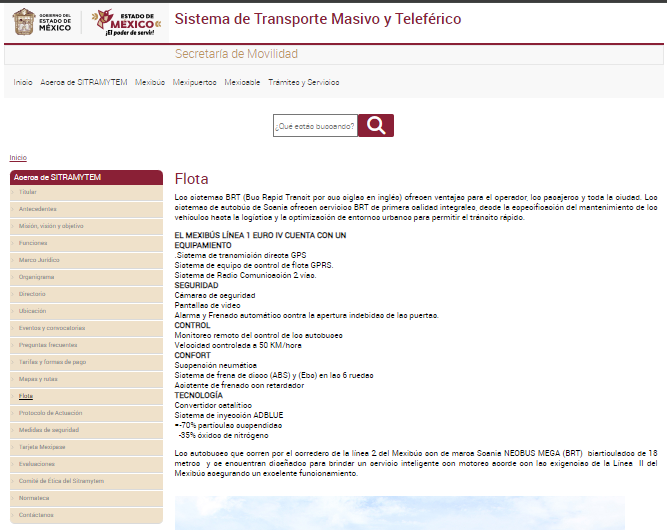 GOBIERNO DEL
ESTADO DE
MÉXICO
ESTADO DE
MÉXICO
¡El poder de servir!
Sistema de Transporte Masivo y Teleférico
Secretaría de Movilidad
Inicio Acerca de SITRAMYTEM Mexibús Mexipuertos Mexicable Trámites y Servicios
¿Qué estás buscando?
Inicio
Acerca de SITRAMYTEM
Titular
Antecedentes
Misión, visión y objetivo
Funciones
Marco Jurídico
Organigrama
Directorio
Ubicación
Eventos y convocatorias
Preguntas frecuentes
Tarifas y formas de pago
Mapas y rutas
Flota
Protocolo de Actuación
Medidas de seguridad
Tarjeta Mexipase
Evaluaciones
Comité de Ética del Sitramytem
Normateca
Contáctanos
Flota
Los sistemas BRT (Bus Rapid Transit por sus siglas en inglés) ofrecen ventajas para el operador, los pasajeros y toda la ciudad. Los
sistemas de autobús de Scania ofrecen servicios BRT de primera calidad integrales, desde la especificación del mantenimiento de los
vehículos hasta la logística y la optimización de entornos urbanos para permitir el tránsito rápido.
EL MEXIBÚS LÍNEA 1 EURO IV CUENTA CON UN
EQUIPAMIENTO
.Sistema de transmisión directa GPS
Sistema de equipo de control de flota GPRS.
Sistema de Radio Comunicación 2 vías.
SEGURIDAD
Cámaras de seguridad
Pantallas de video
Alarma y Frenado automático contra la apertura indebidas de las puertas.
CONTROL
Monitoreo remoto del control de los autobuses
Velocidad controlada a 50 KM/hora
CONFORT
Suspención neumática
Sistema de frena de disco (ABS) y (Ebs) en las 6 ruedas
Asistente de frenado con retardador
TECNOLOGÍA
Convertidor catalítico
Sistema de inyección ADBLUE
=-70% partículas suspendidas
-35% óxidos de nitrógeno
Los autobuses que corren por el corredero de la línea 2 del Mexibús son de marca Scania NEOBUS MEGA (BRT) biarticulados de 18
metros y se encuentran diseñados para brindar un servicio inteligente con motores acorde con las exigencias de la Línea II del
Mexibús asegurando un excelente funcionamiento.